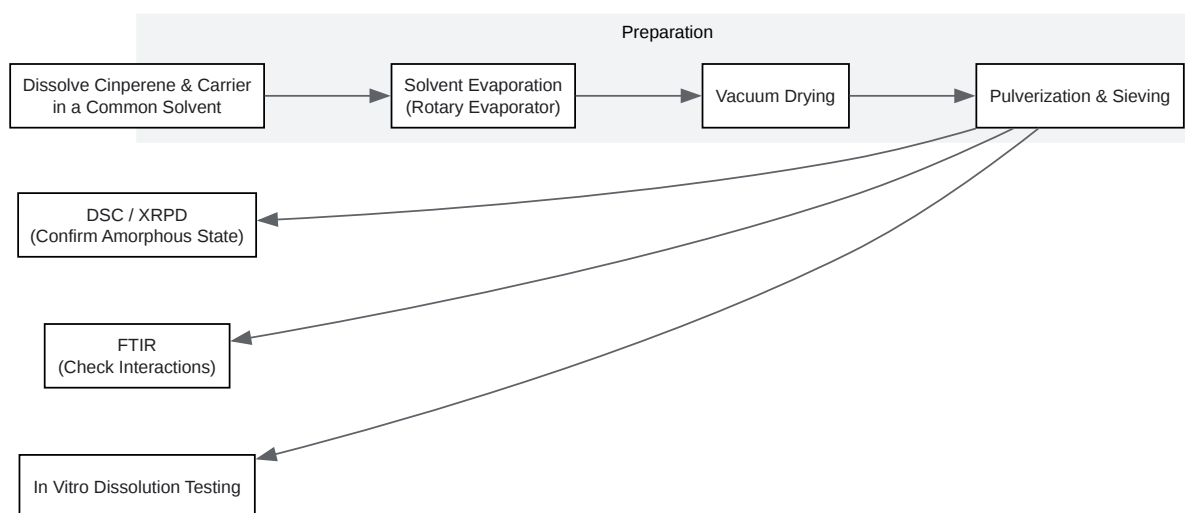 Preparation
Dissolve Cinperene & Carrier
in a Common Solvent
Solvent Evaporation
(Rotary Evaporator)
Vacuum Drying
Pulverization & Sieving
DSC / XRPD
(Confirm Amorphous State)
FTIR
(Check Interactions)
In Vitro Dissolution Testing